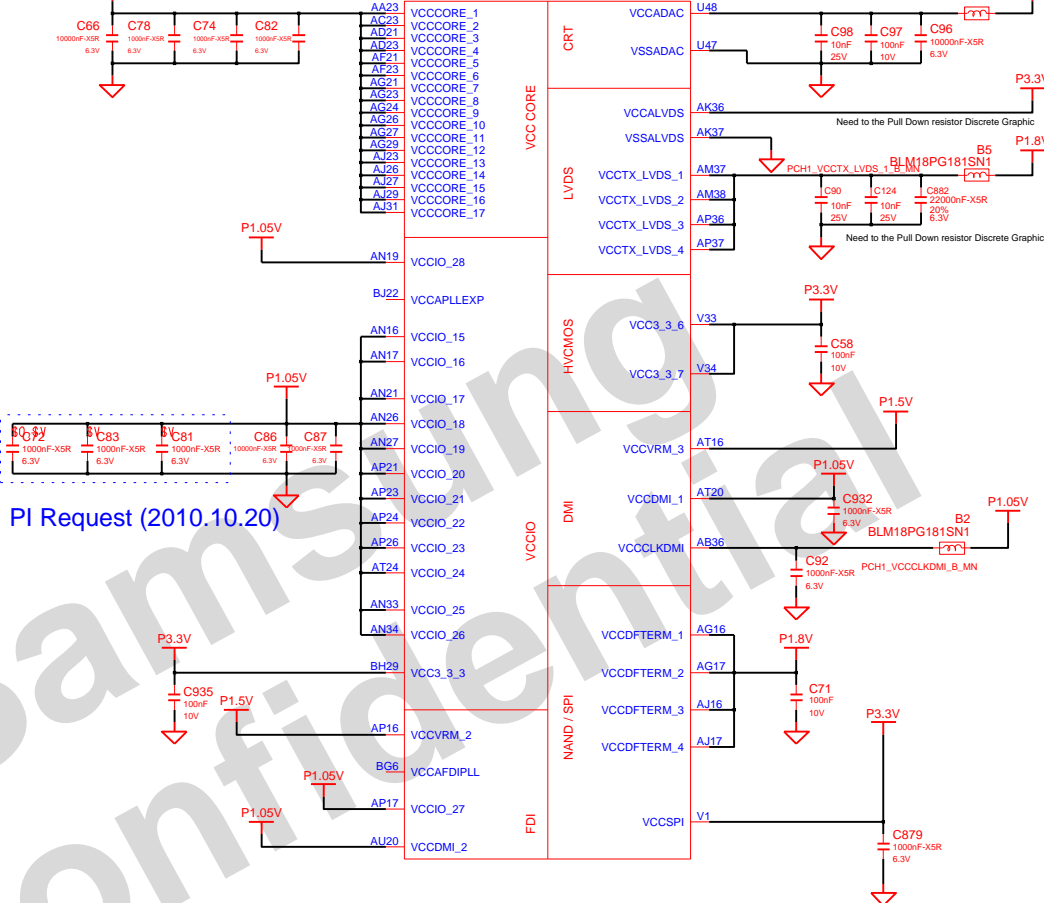 AA23 VCCCORE_1
AC23 VCCCORE_2
AD21 VCCCORE_3
AD23 VCCCORE_4
AF21 VCCCORE_5
AF23 VCCCORE_6
AG21 VCCCORE_7
AG23 VCCCORE_8
AG24 VCCCORE_9
AG26 VCCCORE_10
AG27 VCCCORE_11
AG29 VCCCORE_12
AJ23 VCCCORE_13
AJ26 VCCCORE_14
AJ27 VCCCORE_15
AJ29 VCCCORE_16
AJ31 VCCCORE_17
VCC CORE
C66
10000nF-X5R
6.3V
C78
1000nF-X5R
6.3V
C74
1000nF-X5R
6.3V
C82
1000nF-X5R
6.3V
P1.05V
AN19 VCCIO_28
BJ22 VCCAPLLEXP
AN16 VCCIO_15
AN17 VCCIO_16
AN21 VCCIO_17
AN26 VCCIO_18
AN27 VCCIO_19
AP21 VCCIO_20
AP23 VCCIO_21
AP24 VCCIO_22
AP26 VCCIO_23
AT24 VCCIO_24
AN33 VCCIO_25
AN34 VCCIO_26
VCCIO
P1.05V
C72
1000nF-X5R
6.3V
C83
1000nF-X5R
6.3V
C81
1000nF-X5R
6.3V
C86
10000nF-X5R
6.3V
C87
1000nF-X5R
6.3V
PI Request (2010.10.20)
P3.3V
BH29 VCC3_3_3
C935
100nF
10V
P1.5V
AP16 VCCVRM_2
BG6 VCCAFDIPLL
P1.05V
AP17 VCCIO_27
P1.05V
AU20 VCCDMI_2
FDI
CRT
VCCADAC U48
VSSADAC U47
C98
10nF
25V
C97
100nF
10V
C96
10000nF-X5R
6.3V
LVDS
VCCALVDS AK36
P3.3V
Need to the Pull Down resistor Discrete Graphic
VSSALVDS AK37
VCCTX_LVDS_1 AM37
VCCTX_LVDS_2 AM38
VCCTX_LVDS_3 AP36
VCCTX_LVDS_4 AP37
PCH1_VCCTX_LVDS_1_B_MN
B5
BLM18PG181SN1
P1.8V
C90
10nF
25V
C124
10nF
25V
C882
22000nF-X5R
20%
6.3V
Need to the Pull Down resistor Discrete Graphic
HVCMOS
P3.3V
VCC3_3_6 V33
VCC3_3_7 V34
C58
100nF
10V
DMI
P1.5V
VCCVRM_3 AT16
P1.05V
VCCDMI_1 AT20
C932
1000nF-X5R
6.3V
VCCCLKDMI AB36
B2
BLM18PG181SN1
PCH1_VCCCLKDMI_B_MN
P1.05V
C92
1000nF-X5R
6.3V
NAND / SPI
VCCDFTERM_1 AG16
VCCDFTERM_2 AG17
VCCDFTERM_3 AJ16
VCCDFTERM_4 AJ17
P1.8V
C71
100nF
10V
P3.3V
VCCSPI V1
C879
1000nF-X5R
6.3V
Samsung
Confidential